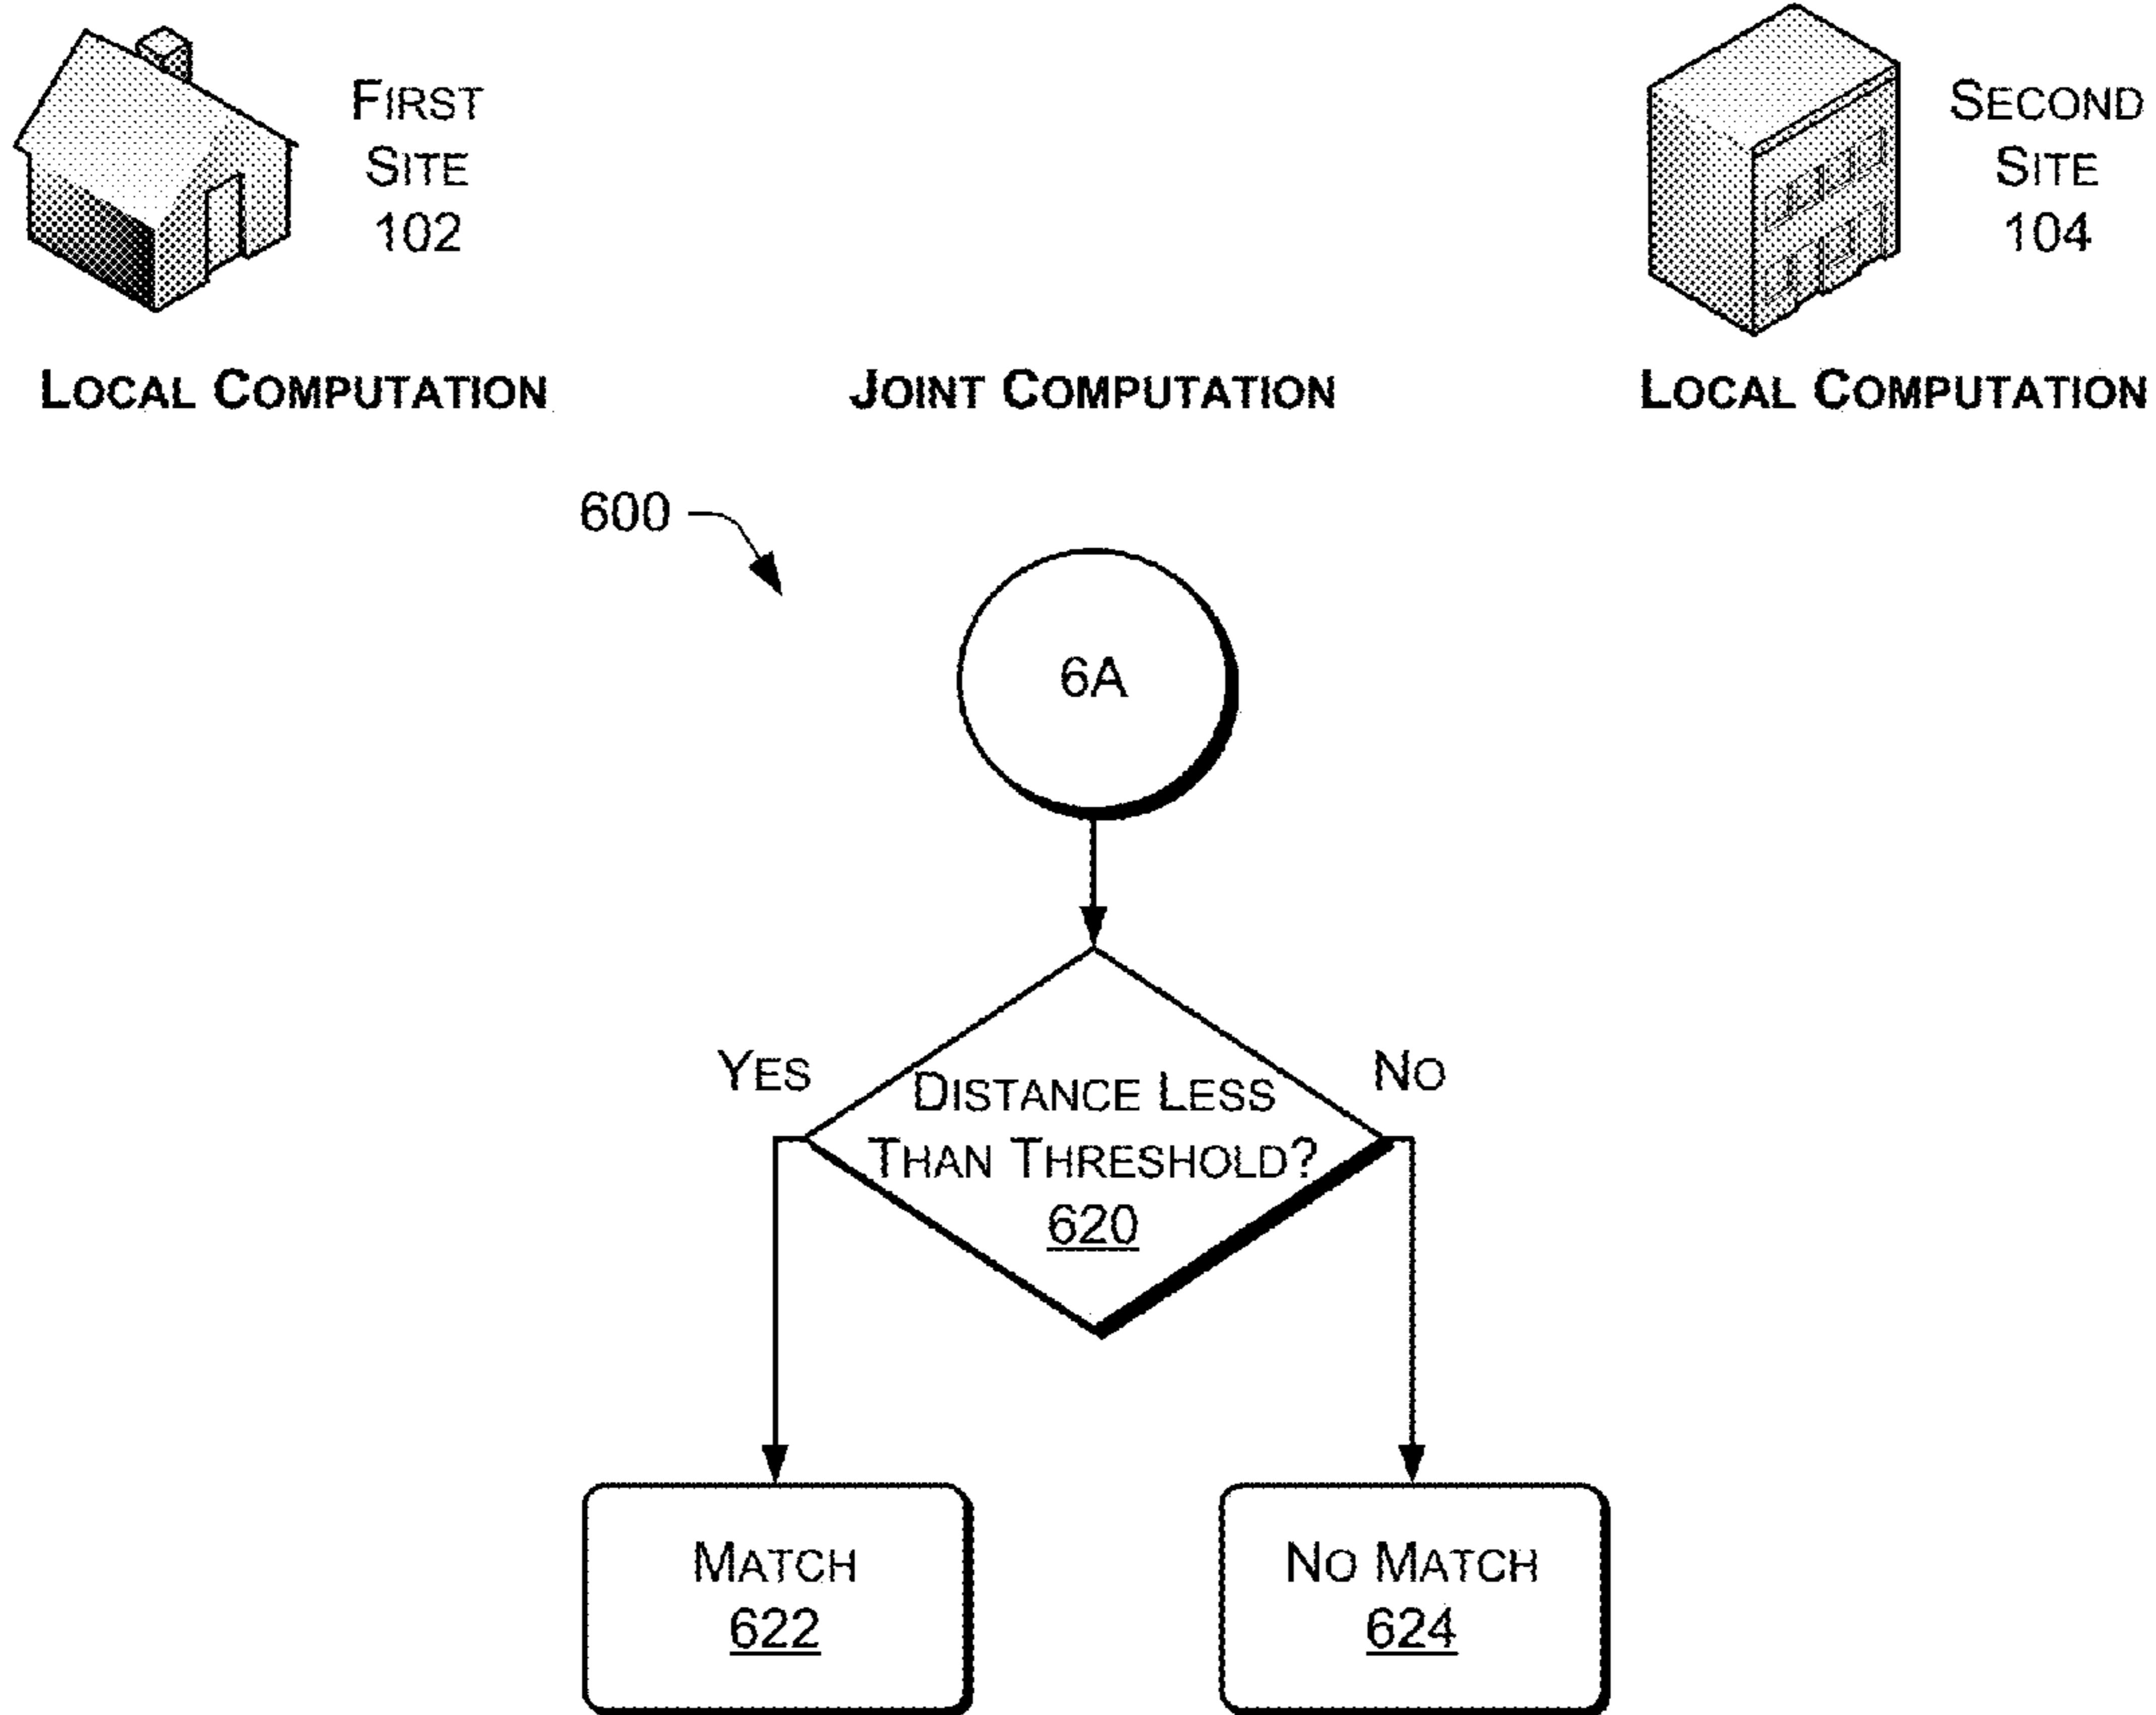 FIRST
SITE
102
SECOND
SITE
104
LOCAL COMPUTATION
JOINT COMPUTATION
LOCAL COMPUTATION
600
6A
YES
NO
DISTANCE LESS
THAN THRESHOLD?
620
MATCH
622
NO MATCH
624